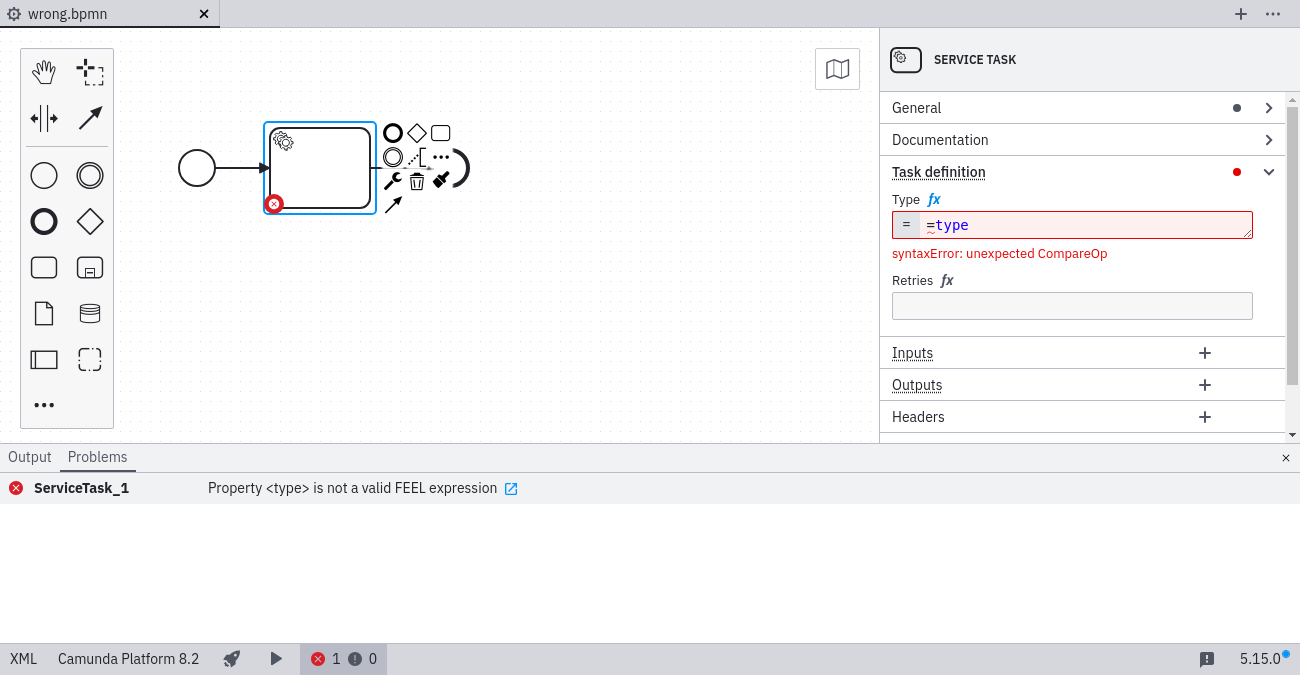 wrong.bpmn
SERVICE TASK
General
Documentation
Task definition
Type fx
= =type
syntaxError: unexpected CompareOp
Retries fx
Inputs
Outputs
Headers
Output Problems
ServiceTask_1 Property <type> is not a valid FEEL expression
XML Camunda Platform 8.2 1 0 5.15.0